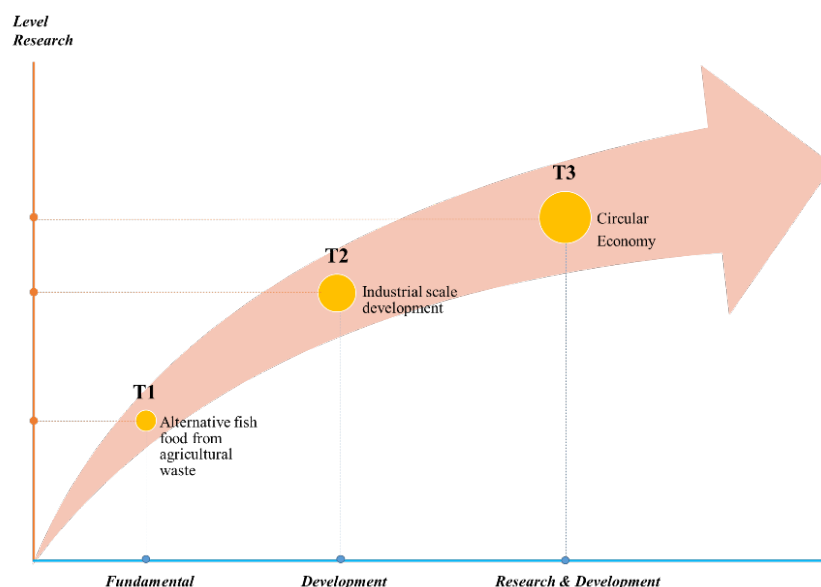 Level
Research
T3
Circular
Economy
T2
Industrial scale
development
T1
Alternative fish
food from
agricultural
waste
Fundamental
Development
Research & Development